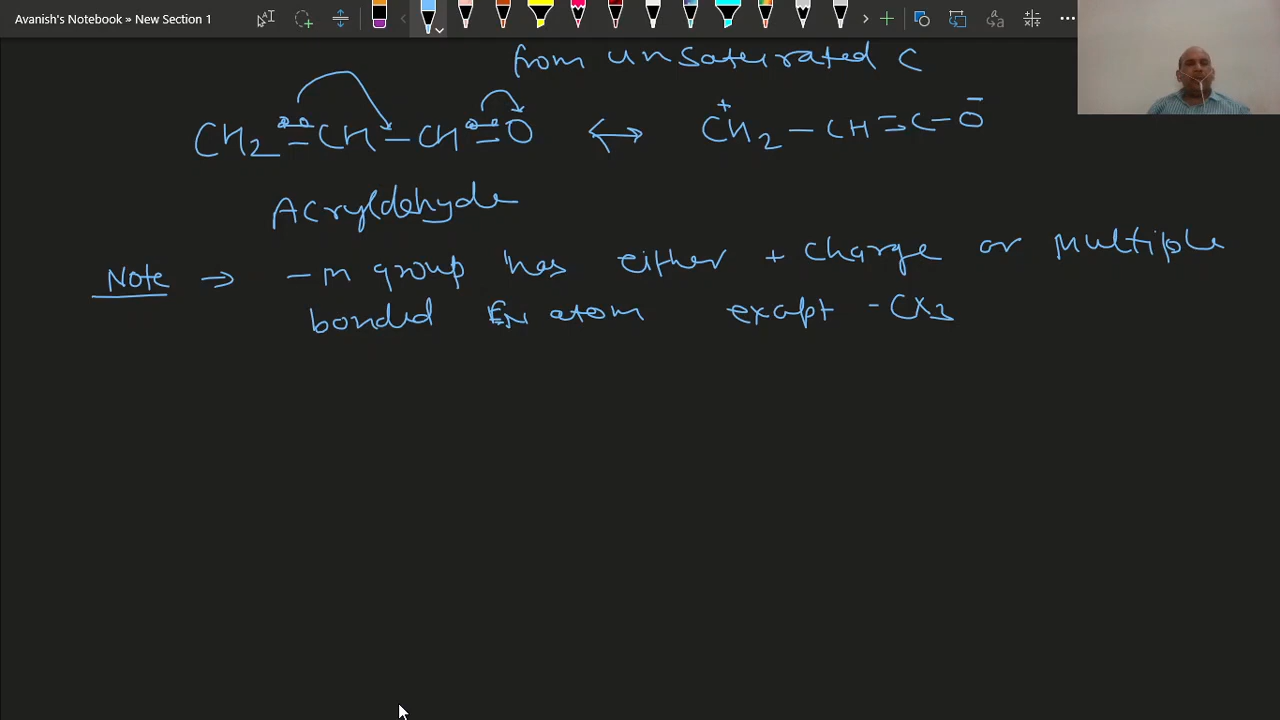 Avanish's Notebook » New Section 1
from unsaturated C
CH2=CH-CH=O ↔ C⁺H2-CH=C-O⁻
Acryldehyde
Note → -m group has either + charge or multiple
bonded EN atom exapt -CX3